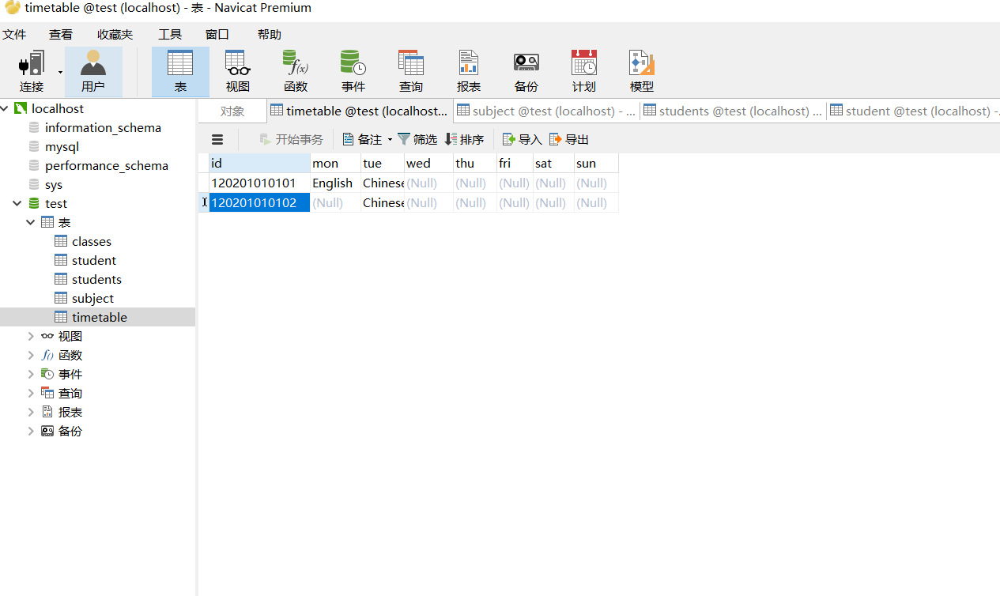 timetable @test (localhost) - 表 - Navicat Premium
文件 查看 收藏夹 工具 窗口 帮助
连接 用户 表 视图 函数 事件 查询 报表 备份 计划 模型
localhost
information_schema
mysql
performance_schema
sys
test
表
classes
student
students
subject
timetable
视图
函数
事件
查询
报表
备份
对象 timetable @test (localhost... subject @test (localhost) - ... students @test (localhost) ... student @test (localhost) -.
开始事务 备注 筛选 排序 导入 导出
id mon tue wed thu fri sat sun
120201010101 English Chinese (Null) (Null) (Null) (Null) (Null)
120201010102 (Null) Chinese (Null) (Null) (Null) (Null) (Null)